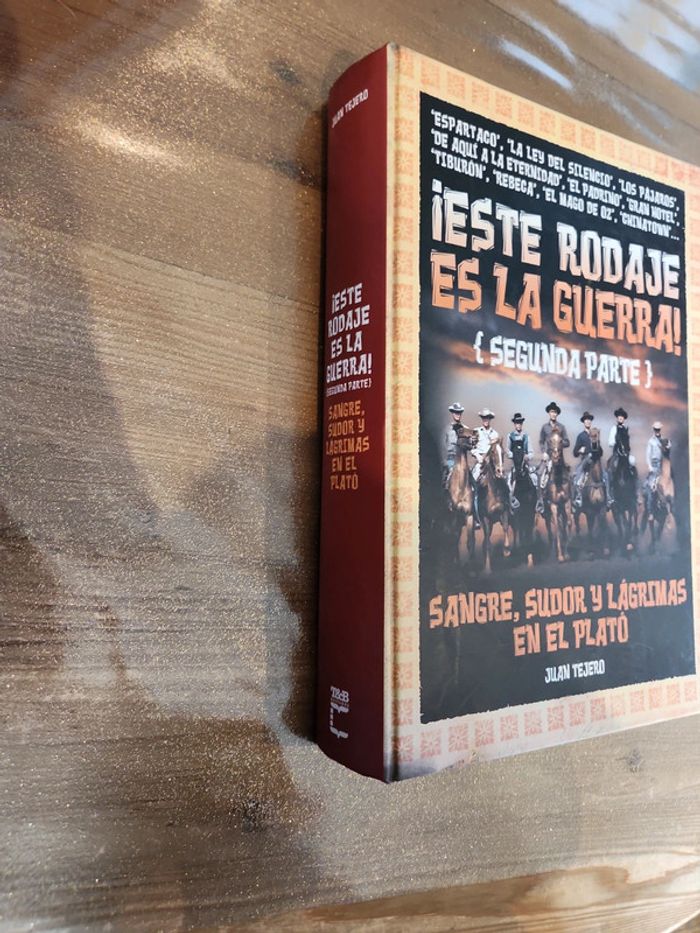 JUAN TEJERO
¡ESTE
RODAJE
ES LA
GUERRA!
{SEGUNDA PARTE}
SANGRE,
SUDOR Y
LÁGRIMAS
EN EL
PLATÓ
T&B
'ESPARTACO', 'LA LEY DEL SILENCIO', 'LOS PÁJAROS',
'DE AQUÍ A LA ETERNIDAD', 'EL PADRINO', 'GRAN HOTEL',
'TIBURÓN', 'REBECA', 'EL MAGO DE OZ', 'CHINATOWN'...
¡ESTE RODAJE
ES LA GUERRA!
{ SEGUNDA PARTE }
SANGRE, SUDOR Y LÁGRIMAS
EN EL PLATÓ
JUAN TEJERO